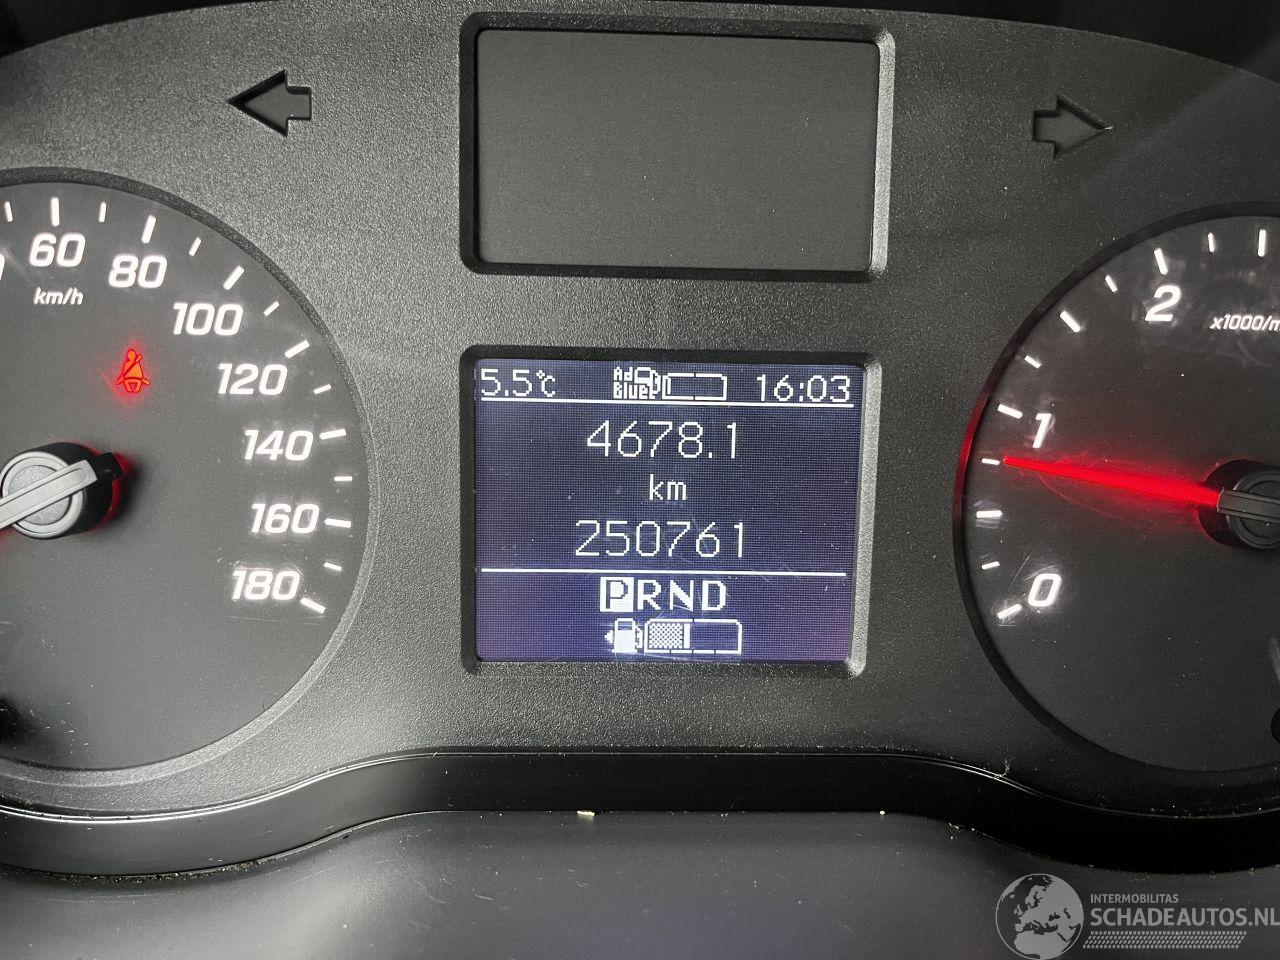 60
80
km/h
100
120
140
160
180
5.5°C Ad Blue 16:03
4678.1
km
250761
PRND
2
1
0
INTERMOBILITAS
SCHADEAUTOS.NL